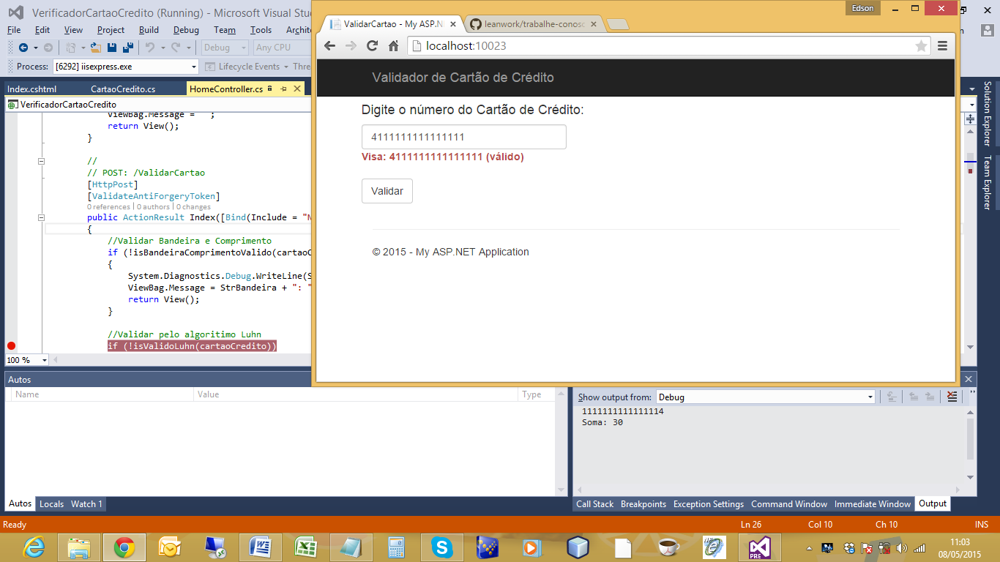 VerificadorCartaoCredito (Running) - Microsoft Visual Stu
Edson
File Edit View Project Build Debug Team Tools Archite
ValidarCartao - My ASP.N
leanwork/trabalhe-conosc
localhost:10023
Debug Any CPU
Process: [6292] iisexpress.exe Lifecycle Events Thre
Index.cshtml CartaoCredito.cs HomeController.cs
VerificadorCartaoCredito
ViewBag.Message = "";
return View();
}
//
// POST: /ValidarCartao
[HttpPost]
[ValidateAntiForgeryToken]
0 references | 0 authors | 0 changes
public ActionResult Index([Bind(Include = "N
{
//Validar Bandeira e Comprimento
if (!isBandeiraComprimentoValido(cartaoC
{
System.Diagnostics.Debug.WriteLine(S
ViewBag.Message = StrBandeira + ": "
return View();
}
//Validar pelo algoritimo Luhn
if (!isValidoLuhn(cartaoCredito))
100 %
Validador de Cartão de Crédito
Digite o número do Cartão de Crédito:
4111111111111111
Visa: 4111111111111111 (válido)
Validar
© 2015 - My ASP.NET Application
Solution Explorer
Team Explorer
Autos
Name Value Type
Show output from: Debug
1111111111111114
Soma: 30
Autos Locals Watch 1
Call Stack Breakpoints Exception Settings Command Window Immediate Window Output
Ready Ln 26 Col 10 Ch 10 INS
PRE
11:03
08/05/2015